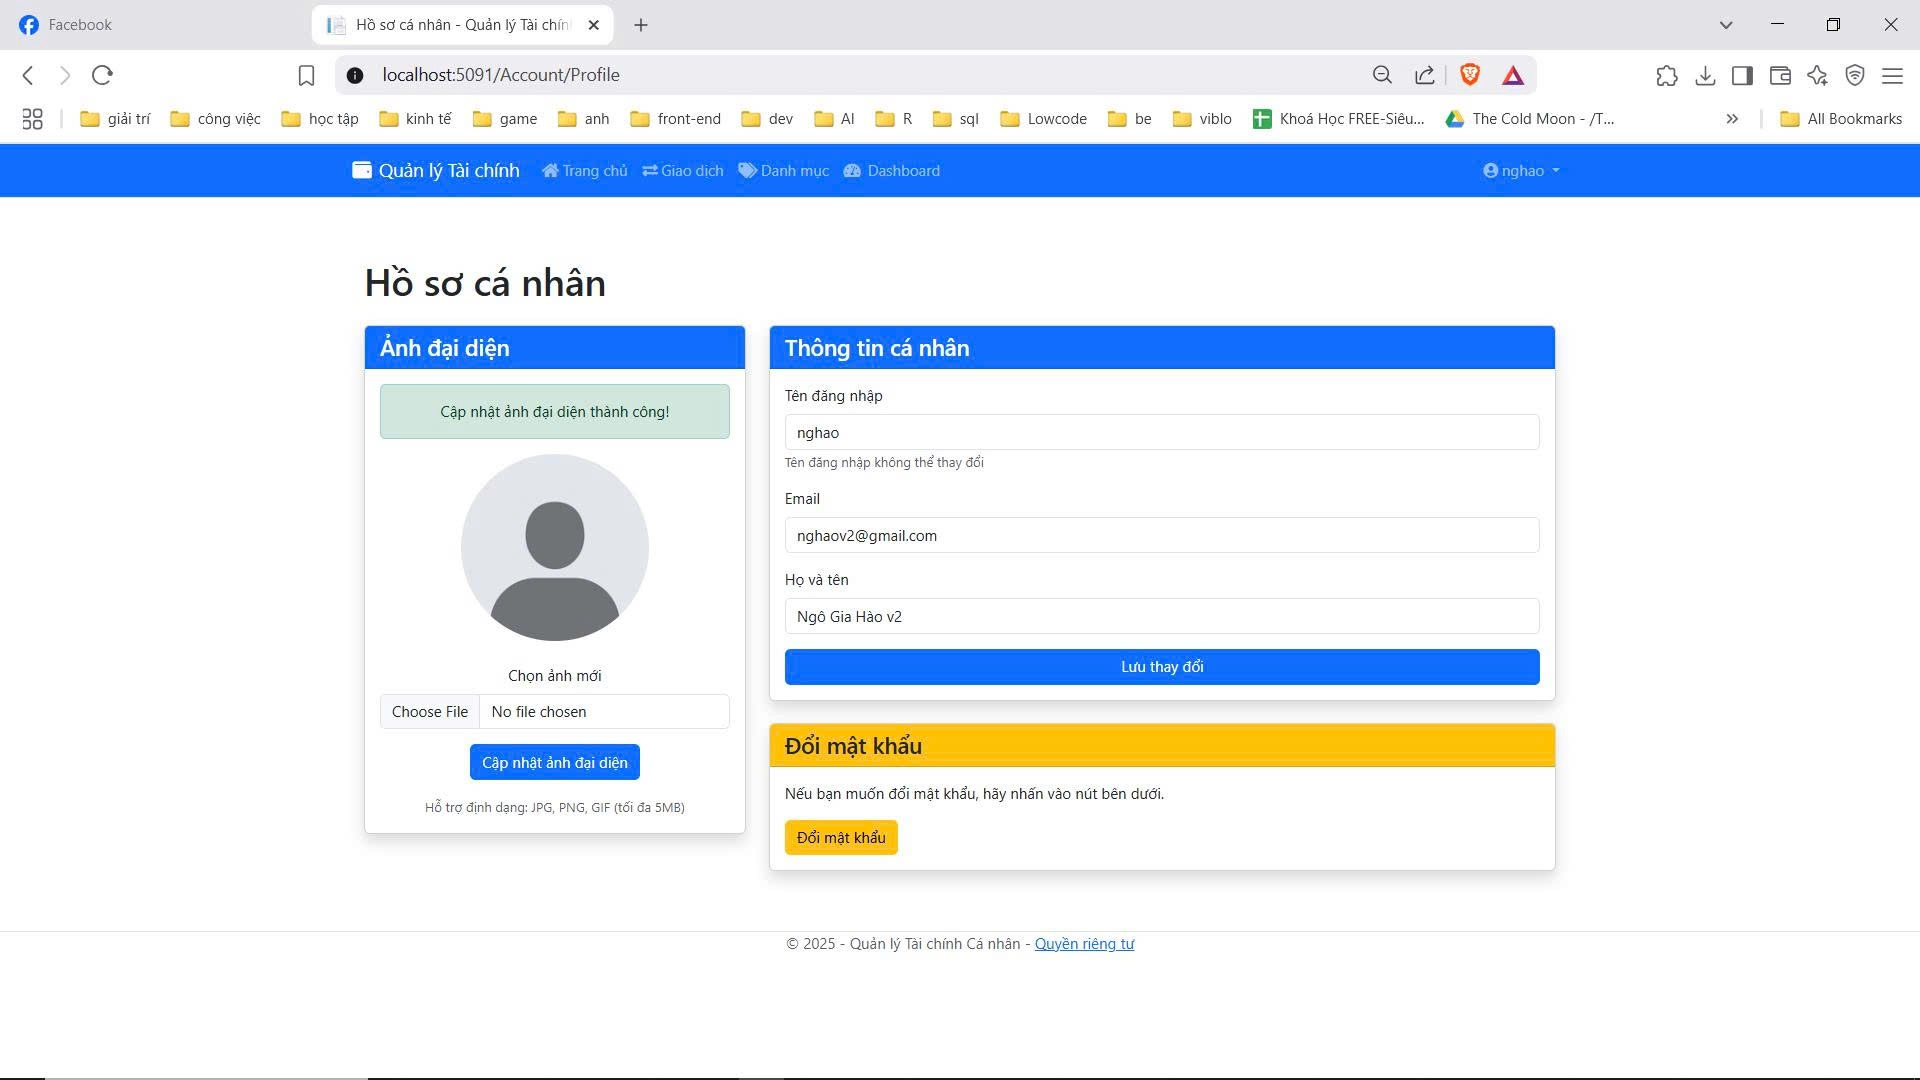 Facebook
Hồ sơ cá nhân - Quản lý Tài chín
localhost:5091/Account/Profile
giải trí
công việc
học tập
kinh tế
game
anh
front-end
dev
AI
R
sql
Lowcode
be
viblo
Khoá Học FREE-Siêu...
The Cold Moon - /T...
All Bookmarks
Quản lý Tài chính
Trang chủ
Giao dịch
Danh mục
Dashboard
nghao
Hồ sơ cá nhân
Ảnh đại diện
Cập nhật ảnh đại diện thành công!
Chọn ảnh mới
Choose File No file chosen
Cập nhật ảnh đại diện
Hỗ trợ định dạng: JPG, PNG, GIF (tối đa 5MB)
Thông tin cá nhân
Tên đăng nhập
nghao
Tên đăng nhập không thể thay đổi
Email
nghaov2@gmail.com
Họ và tên
Ngô Gia Hào v2
Lưu thay đổi
Đổi mật khẩu
Nếu bạn muốn đổi mật khẩu, hãy nhấn vào nút bên dưới.
Đổi mật khẩu
© 2025 - Quản lý Tài chính Cá nhân - Quyền riêng tư